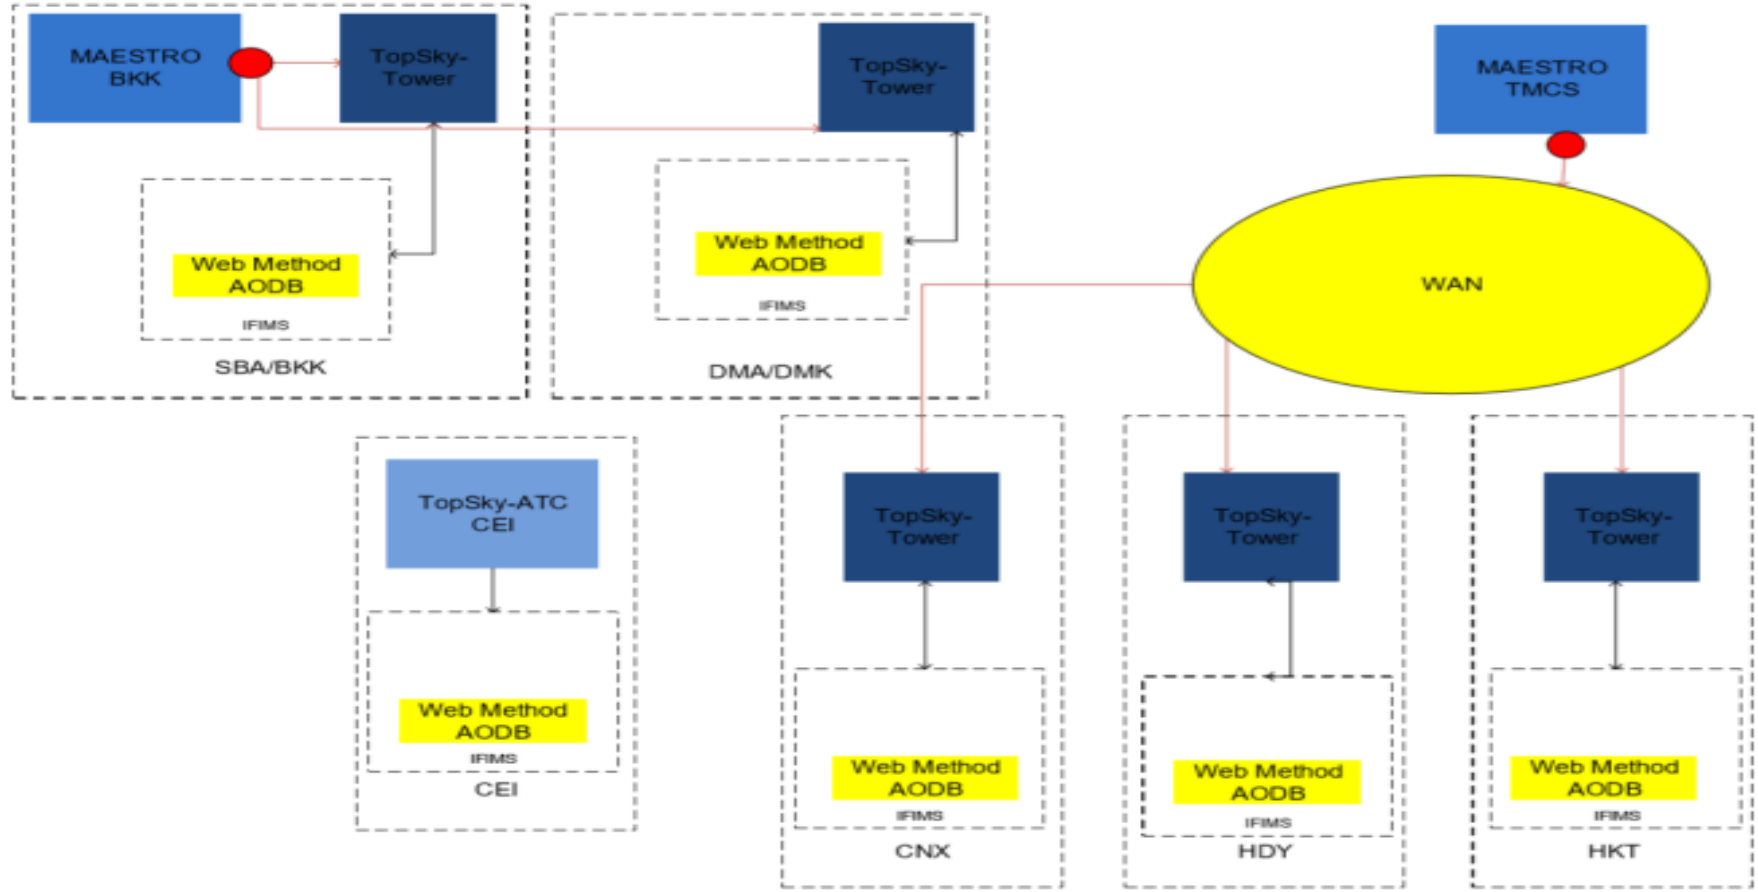 MAESTRO
BKK
TopSky-
Tower
Web Method
AODB
IFIMS
SBA/BKK
TopSky-
Tower
Web Method
AODB
IFIMS
DMA/DMK
MAESTRO
TMCS
WAN
TopSky-ATC
CEI
Web Method
AODB
IFIMS
CEI
TopSky-
Tower
Web Method
AODB
IFIMS
CNX
TopSky-
Tower
Web Method
AODB
IFIMS
HDY
TopSky-
Tower
Web Method
AODB
IFIMS
HKT